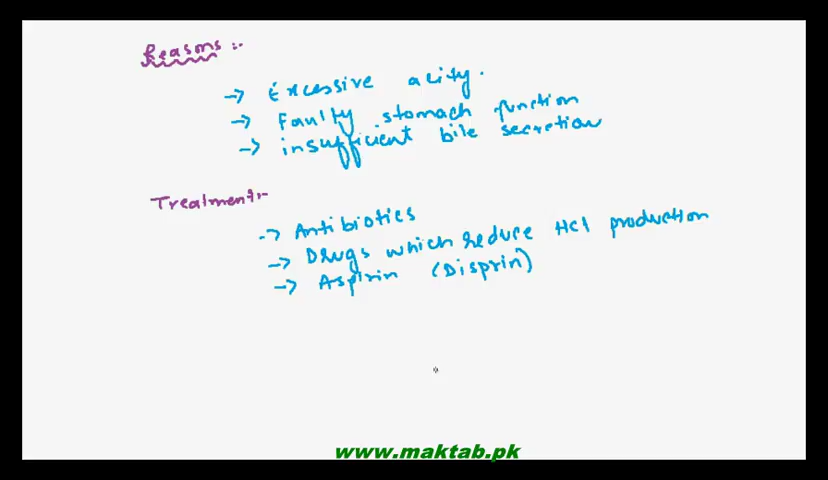 Reasons :-
→ Excessive acity.
→ Faulty stomach function
→ insufficient bile secretion
Treatment:-
→ Antibiotics
→ Drugs which reduce HCl production
→ Aspirin (Disprin)
www.maktab.pk